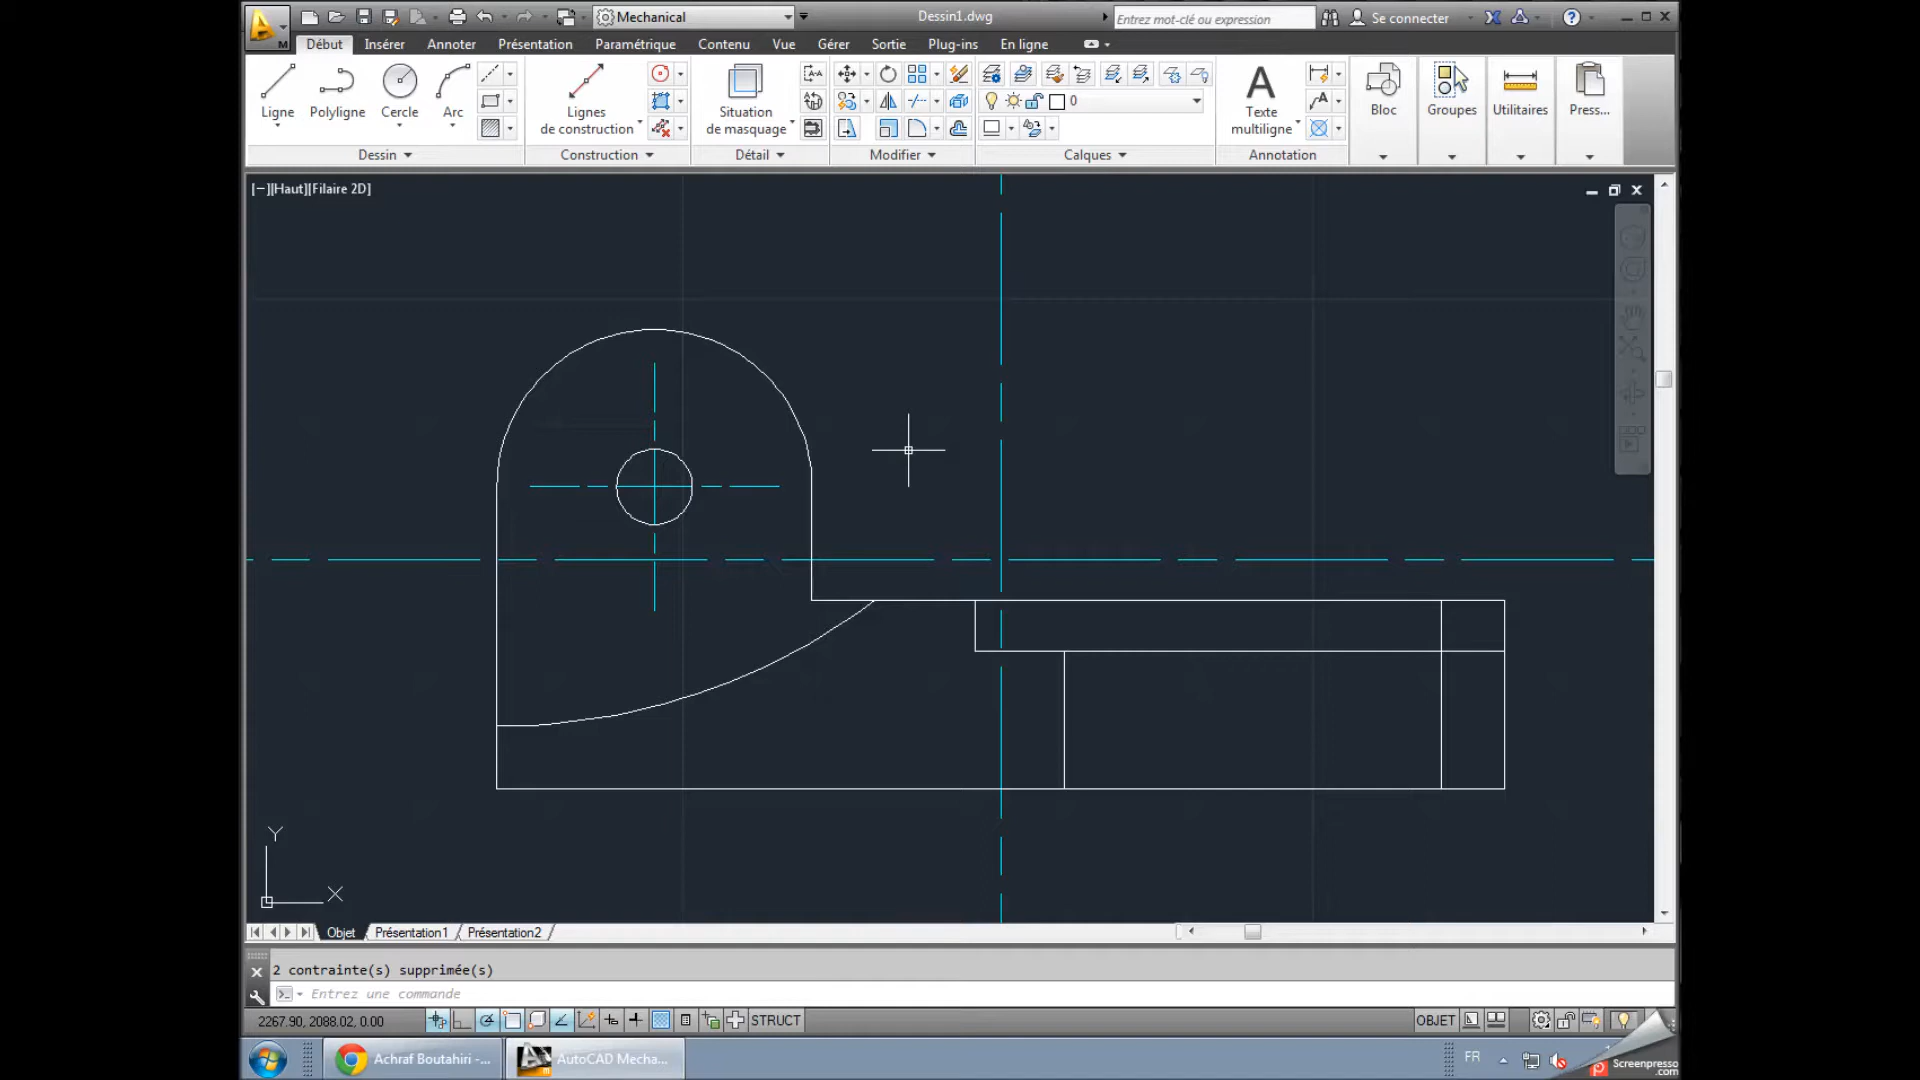 Mechanical
Dessin1.dwg
Entrez mot-clé ou expression
Se connecter
M
Début
Insérer
Annoter
Présentation
Paramétrique
Contenu
Vue
Gérer
Sortie
Plug-ins
En ligne
Ligne
Polyligne
Cercle
Arc
Lignes
de construction
Situation
de masquage
0
Texte
multiligne
Bloc
Groupes
Utilitaires
Press...
Dessin
Construction
Détail
Modifier
Calques
Annotation
[−][Haut][Filaire 2D]
Y
X
Objet
Présentation1
Présentation2
2 contrainte(s) supprimée(s)
Entrez une commande
2267.90, 2088.02, 0.00
STRUCT
OBJET
Achraf Boutahiri -...
AutoCAD Mecha...
FR
Screenpresso
.com